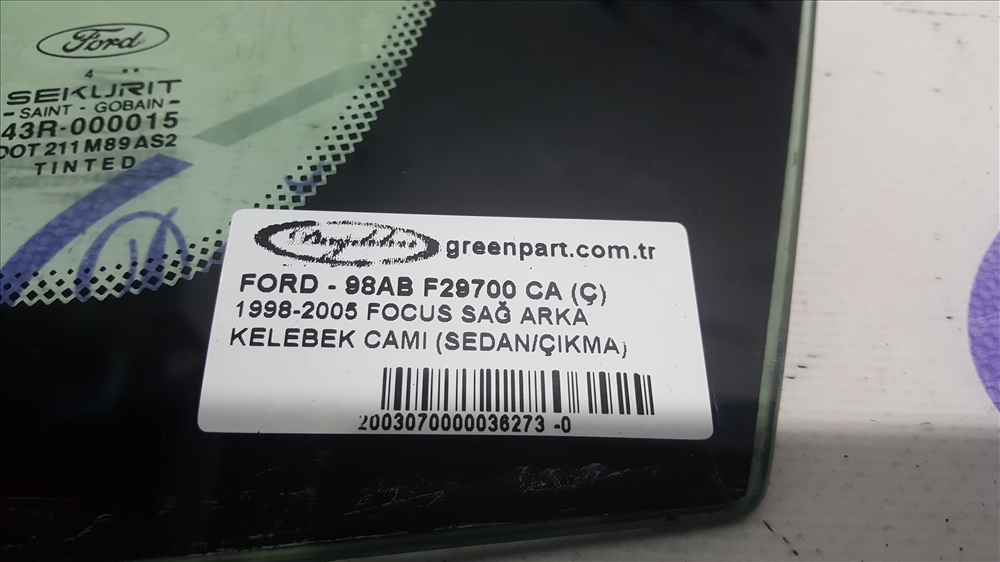 Ford
4 ••
SEKURIT
- SAINT - GOBAIN -
43R-000015
DOT 211 M89 AS2
TINTED
greenpart.com.tr
FORD - 98AB F29700 CA (Ç)
1998-2005 FOCUS SAĞ ARKA
KELEBEK CAMI (SEDAN/ÇIKMA)
2003070000036273 -0